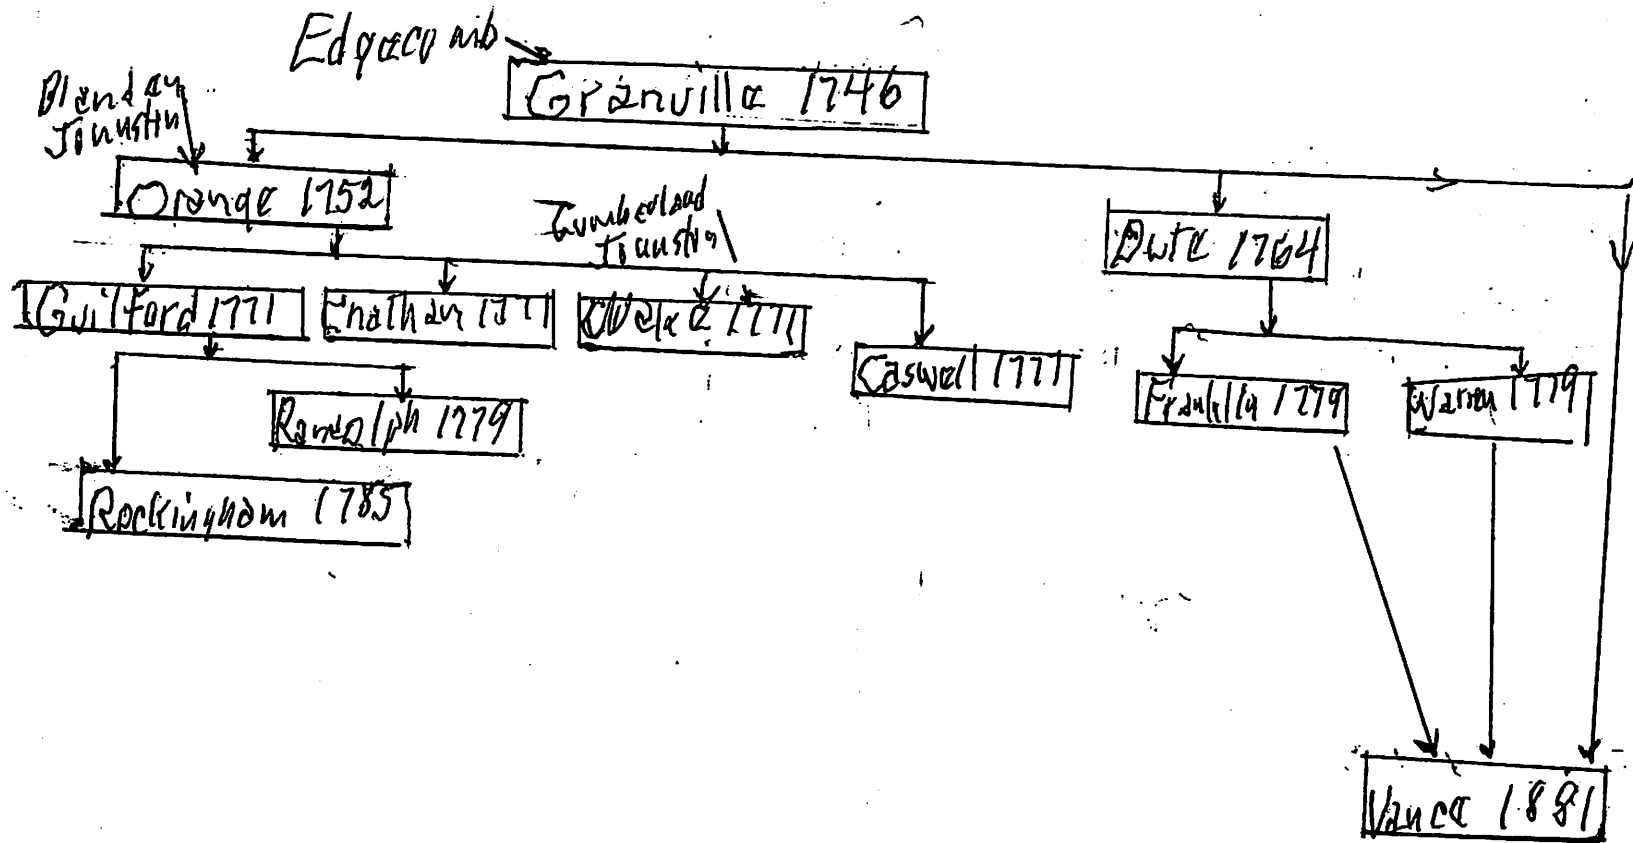 Edgecomb
Granville 1746
Bladen
Johnston
Orange 1752
Cumberland
Johnston
Bute 1764
Guilford 1771
Chatham 1771
Wake 1771
Caswell 1777
Franklin 1779
Warren 1779
Randolph 1779
Rockingham 1785
Vance 1881